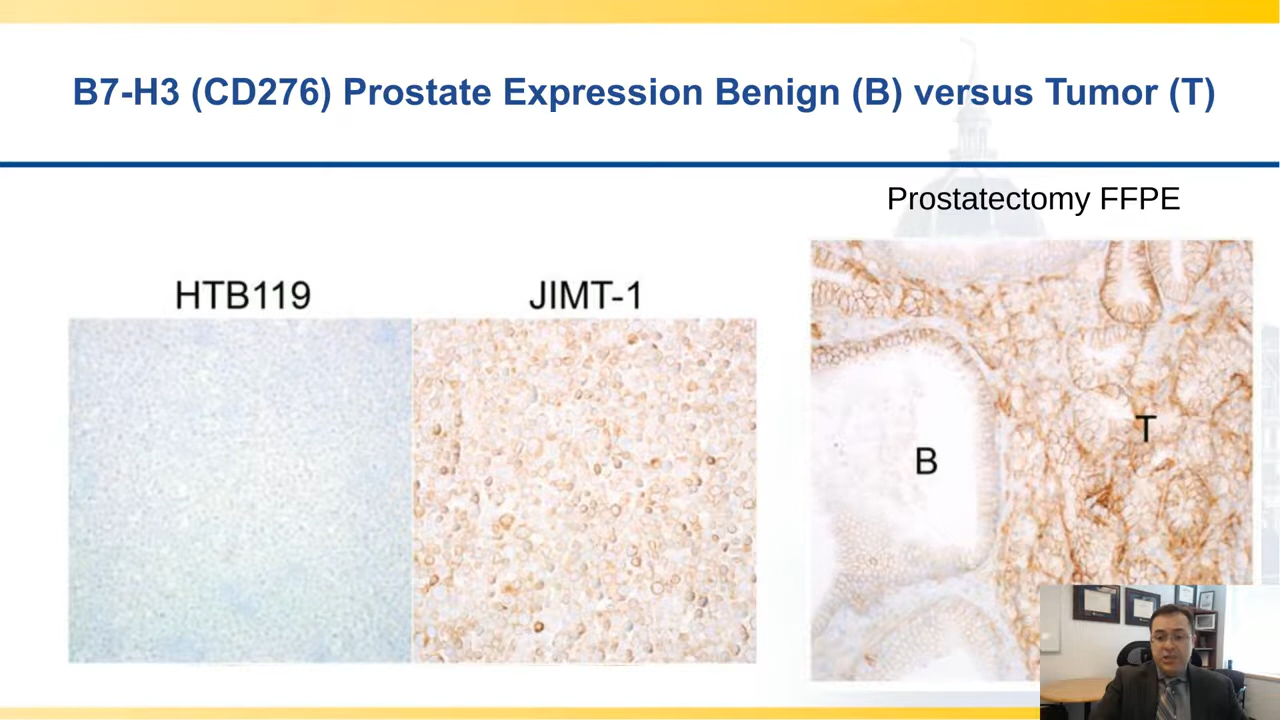 B7-H3 (CD276) Prostate Expression Benign (B) versus Tumor (T)
Prostatectomy FFPE
HTB119
JIMT-1
B
T